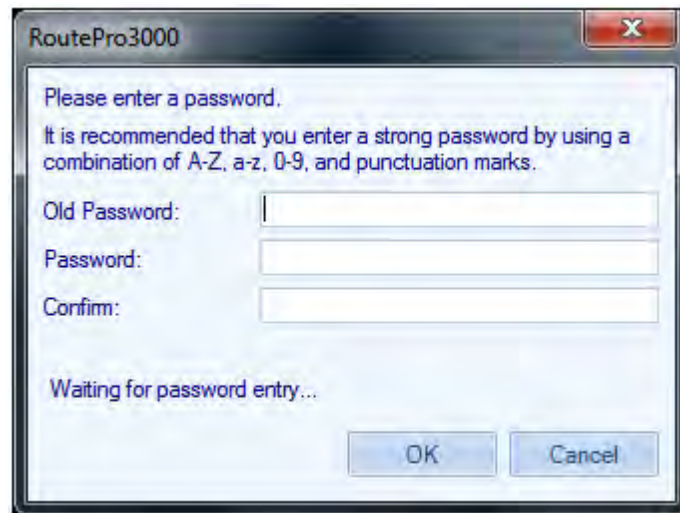 RoutePro3000
Please enter a password.
It is recommended that you enter a strong password by using a
combination of A-Z, a-z, 0-9, and punctuation marks.
Old Password:
Password:
Confirm:
Waiting for password entry...
OK Cancel